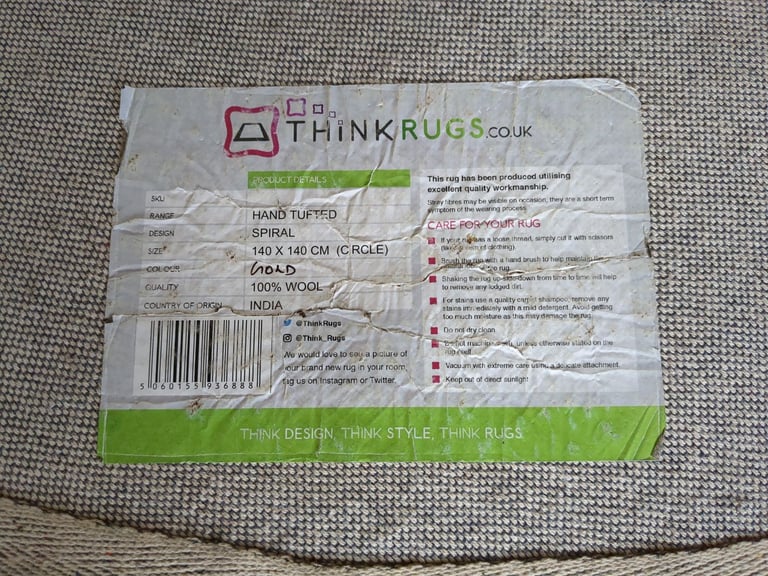 THINKRUGS.CO.UK
PRODUCT DETAILS
SKU
RANGE HAND TUFTED
DESIGN SPIRAL
SIZE* 140 X 140 CM (CIRCLE)
COLOUR GOLD
QUALITY 100% WOOL
COUNTRY OF ORIGIN INDIA
5 060155 936888
@ThinkRugs
@Think_Rugs
We would love to see a picture of
your brand new rug in your room,
tag us on Instagram or Twitter.
This rug has been produced utilising
excellent quality workmanship.
Stray fibres may be visible on occasion, they are a short term
symptom of the wearing process
CARE FOR YOUR RUG
If your rug has a loose thread, simply cut it with scissors
clothing).
Brush the rug with a hand brush to help maintain the
rug.
Shaking the rug up-side-down from time to time will help
to remove any lodged dirt.
For stains use a quality carpet shampoo, remove any
stains immediately with a mild detergent. Avoid getting
too much moisture as this may damage the rug.
Do not dry clean.
Do not machine wash, unless otherwise stated on the
rug itself.
Vacuum with extreme care using a delicate attachment.
Keep out of direct sunlight
THINK DESIGN, THINK STYLE, THINK RUGS